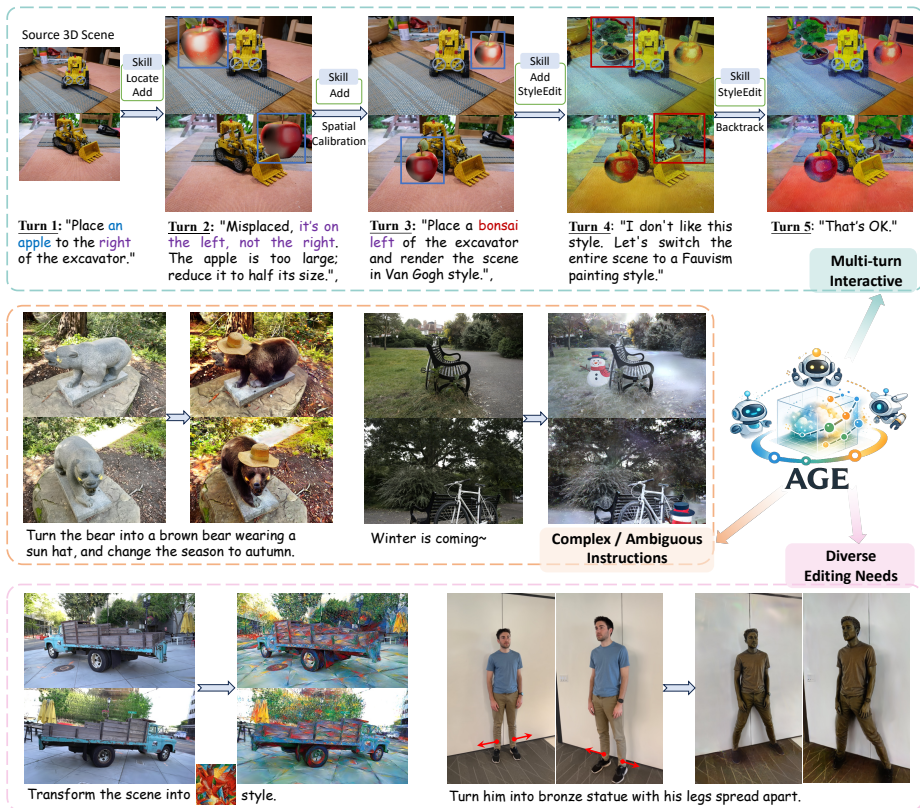 Source 3D Scene
Skill
Locate
Add
Skill
Add
Spatial
Calibration
Skill
Add
StyleEdit
Skill
StyleEdit
Backtrack
Turn 1: "Place an
apple to the right
of the excavator."
Turn 2: "Misplaced, it's on
the left, not the right.
The apple is too large;
reduce it to half its size.",
Turn 3: "Place a bonsai
left of the excavator
and render the scene
in Van Gogh style.",
Turn 4: "I don't like this
style. Let's switch the
entire scene to a Fauvism
painting style."
Turn 5: "That's OK."
Multi-turn
Interactive
Turn the bear into a brown bear wearing a
sun hat, and change the season to autumn.
Winter is coming~
Complex / Ambiguous
Instructions
AGE
Diverse
Editing Needs
Transform the scene into style.
Turn him into bronze statue with his legs spread apart.